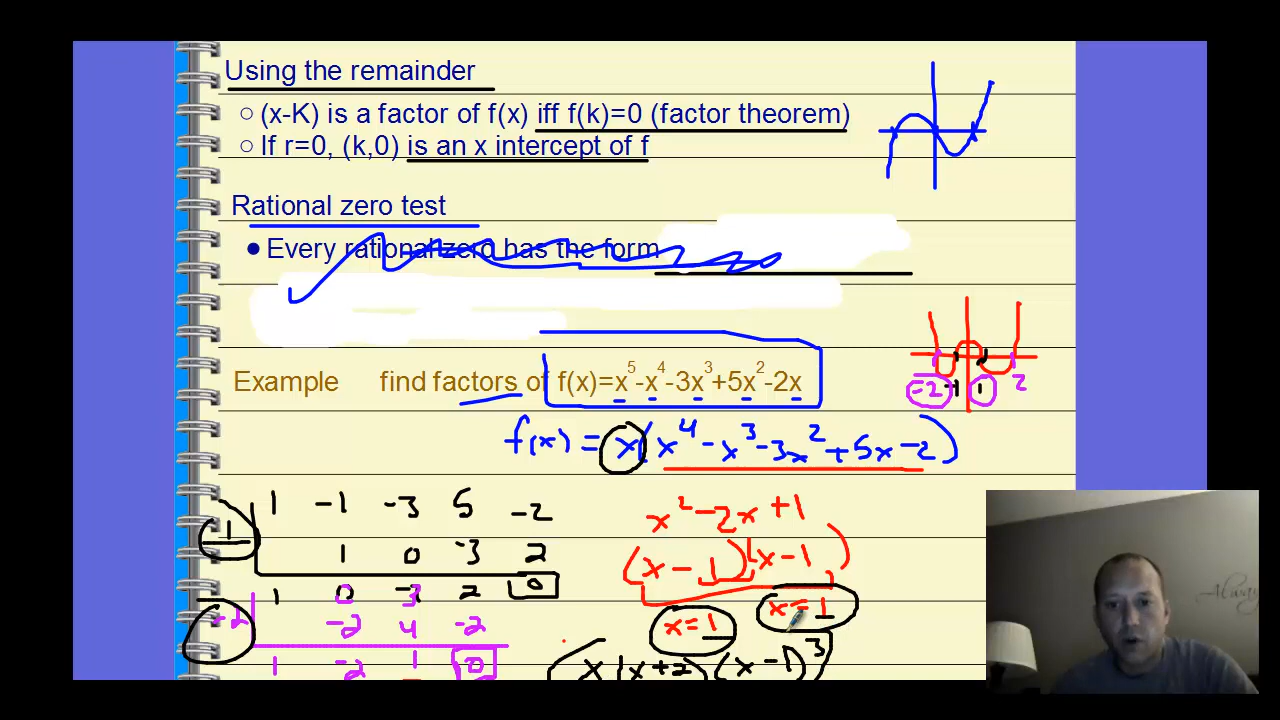 Using the remainder
○ (x-K) is a factor of f(x) iff f(k)=0 (factor theorem)
○ If r=0, (k,0) is an x intercept of f
Rational zero test
● Every rational zero has the form
Example find factors of f(x)=x⁵-x⁴-3x³+5x²-2x
-2 -1 1 2
f(x) = x(x⁴-x³-3x²+5x-2)
1 1 -1 -3 5 -2
1 0 -3 2
1 0 -3 2 0
x²-2x+1
(x-1)(x-1)
x=1 x=1
-2 -2 4 -2
1 -2 1 0
x(x+2)(x-1)³
Always